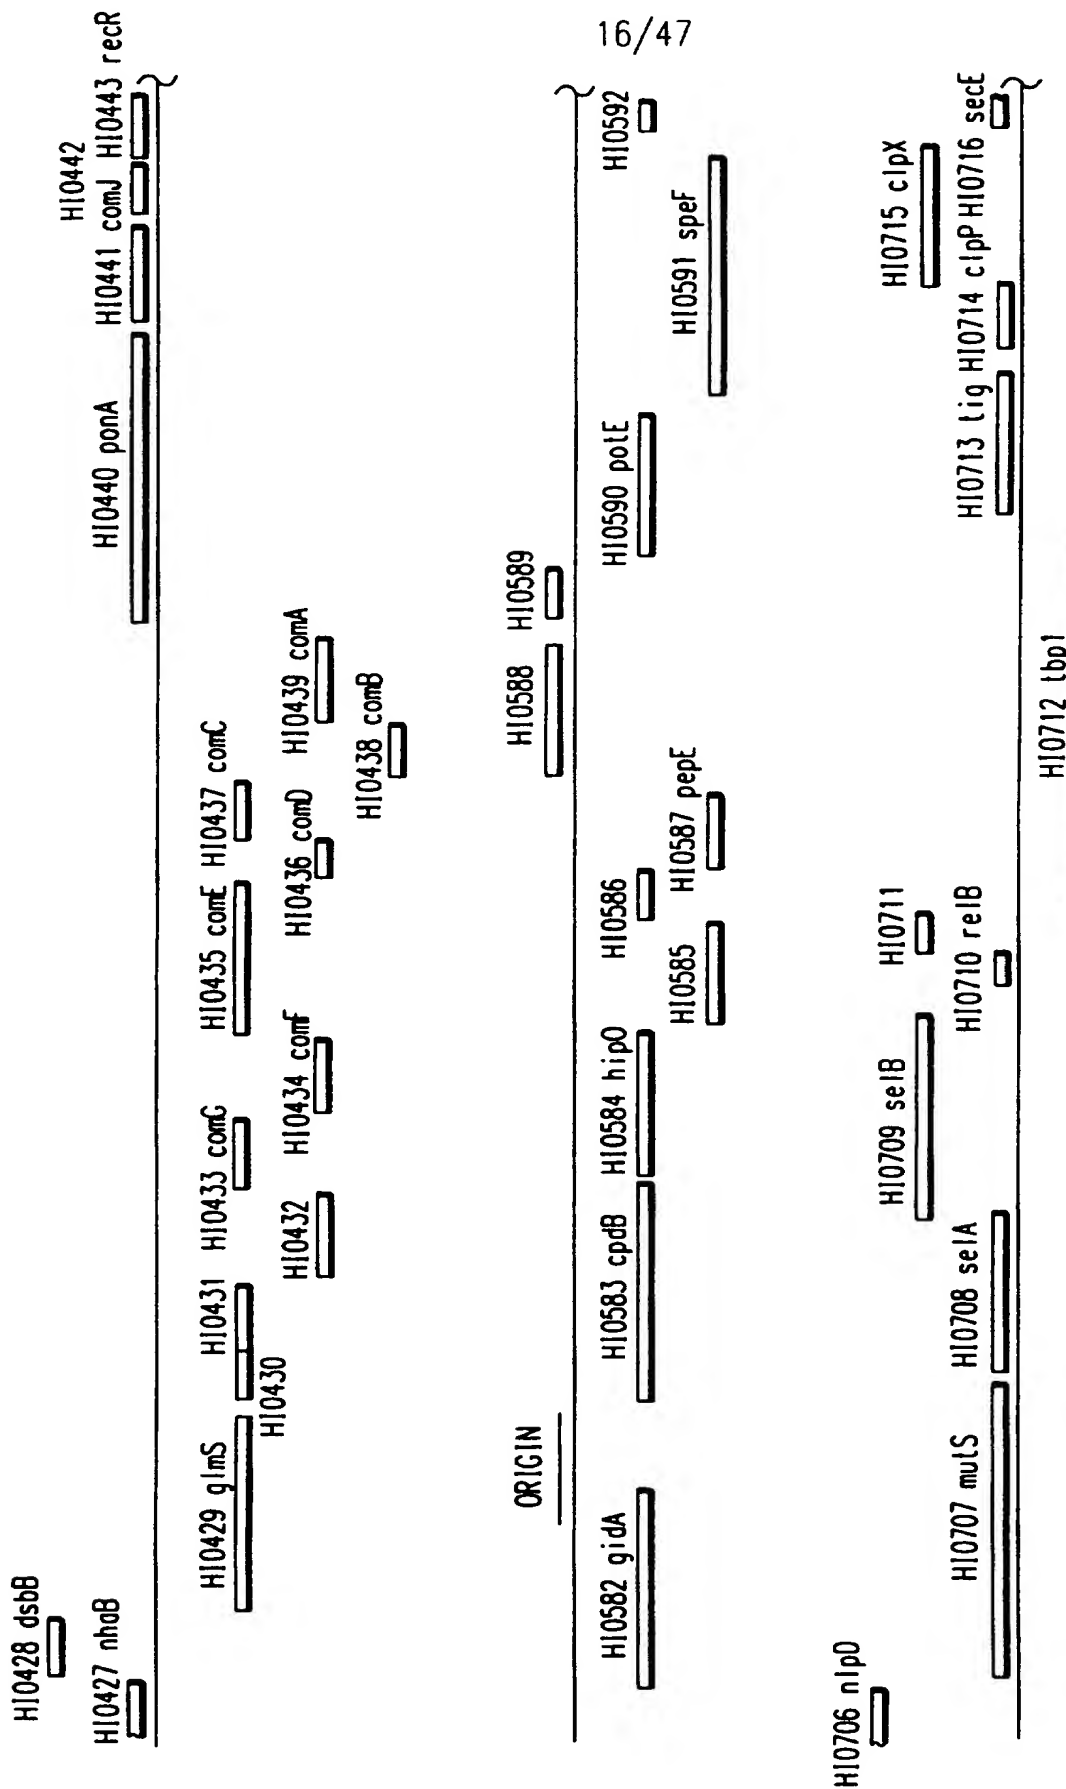 16/47
HI0428 dsbB
HI0427 nhaB
HI0429 glmS
HI0430
HI0431
HI0432
HI0433 comG
HI0434 comF
HI0435 comE
HI0436 comD
HI0437 comC
HI0438 comB
HI0439 comA
HI0440 ponA
HI0441 comJ
HI0442
HI0443 recR
HI0582 gidA
ORIGIN
HI0583 cpdB
HI0584 hipO
HI0585
HI0586
HI0587 pepE
HI0588
HI0589
HI0590 potE
HI0591 speF
HI0592
HI0706 nlpD
HI0707 mutS
HI0708 selA
HI0709 selB
HI0710 relB
HI0711
HI0712 tbp1
HI0713 tig
HI0714 clpP
HI0715 clpX
HI0716 secE